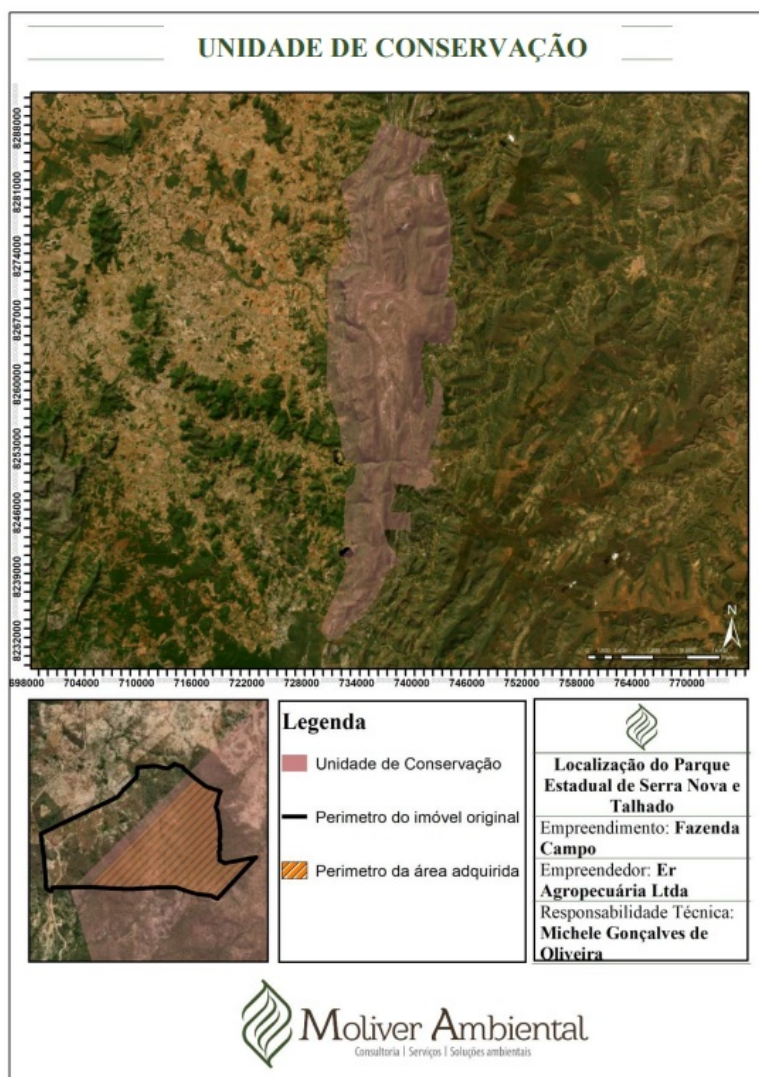 UNIDADE DE CONSERVAÇÃO
8288000
8281000
8274000
8267000
8260000
8253000
8246000
8239000
8232000
N
698000 704000 710000 716000 722000 728000 734000 740000 746000 752000 758000 764000 770000
Legenda
Unidade de Conservação
Perimetro do imóvel original
Perimetro da área adquirida
Localização do Parque
Estadual de Serra Nova e
Talhado
Empreendimento: Fazenda
Campo
Empreendedor: Er
Agropecuária Ltda
Responsabilidade Técnica:
Michele Gonçalves de
Oliveira
Moliver Ambiental
Consultoria | Serviços | Soluções ambientais